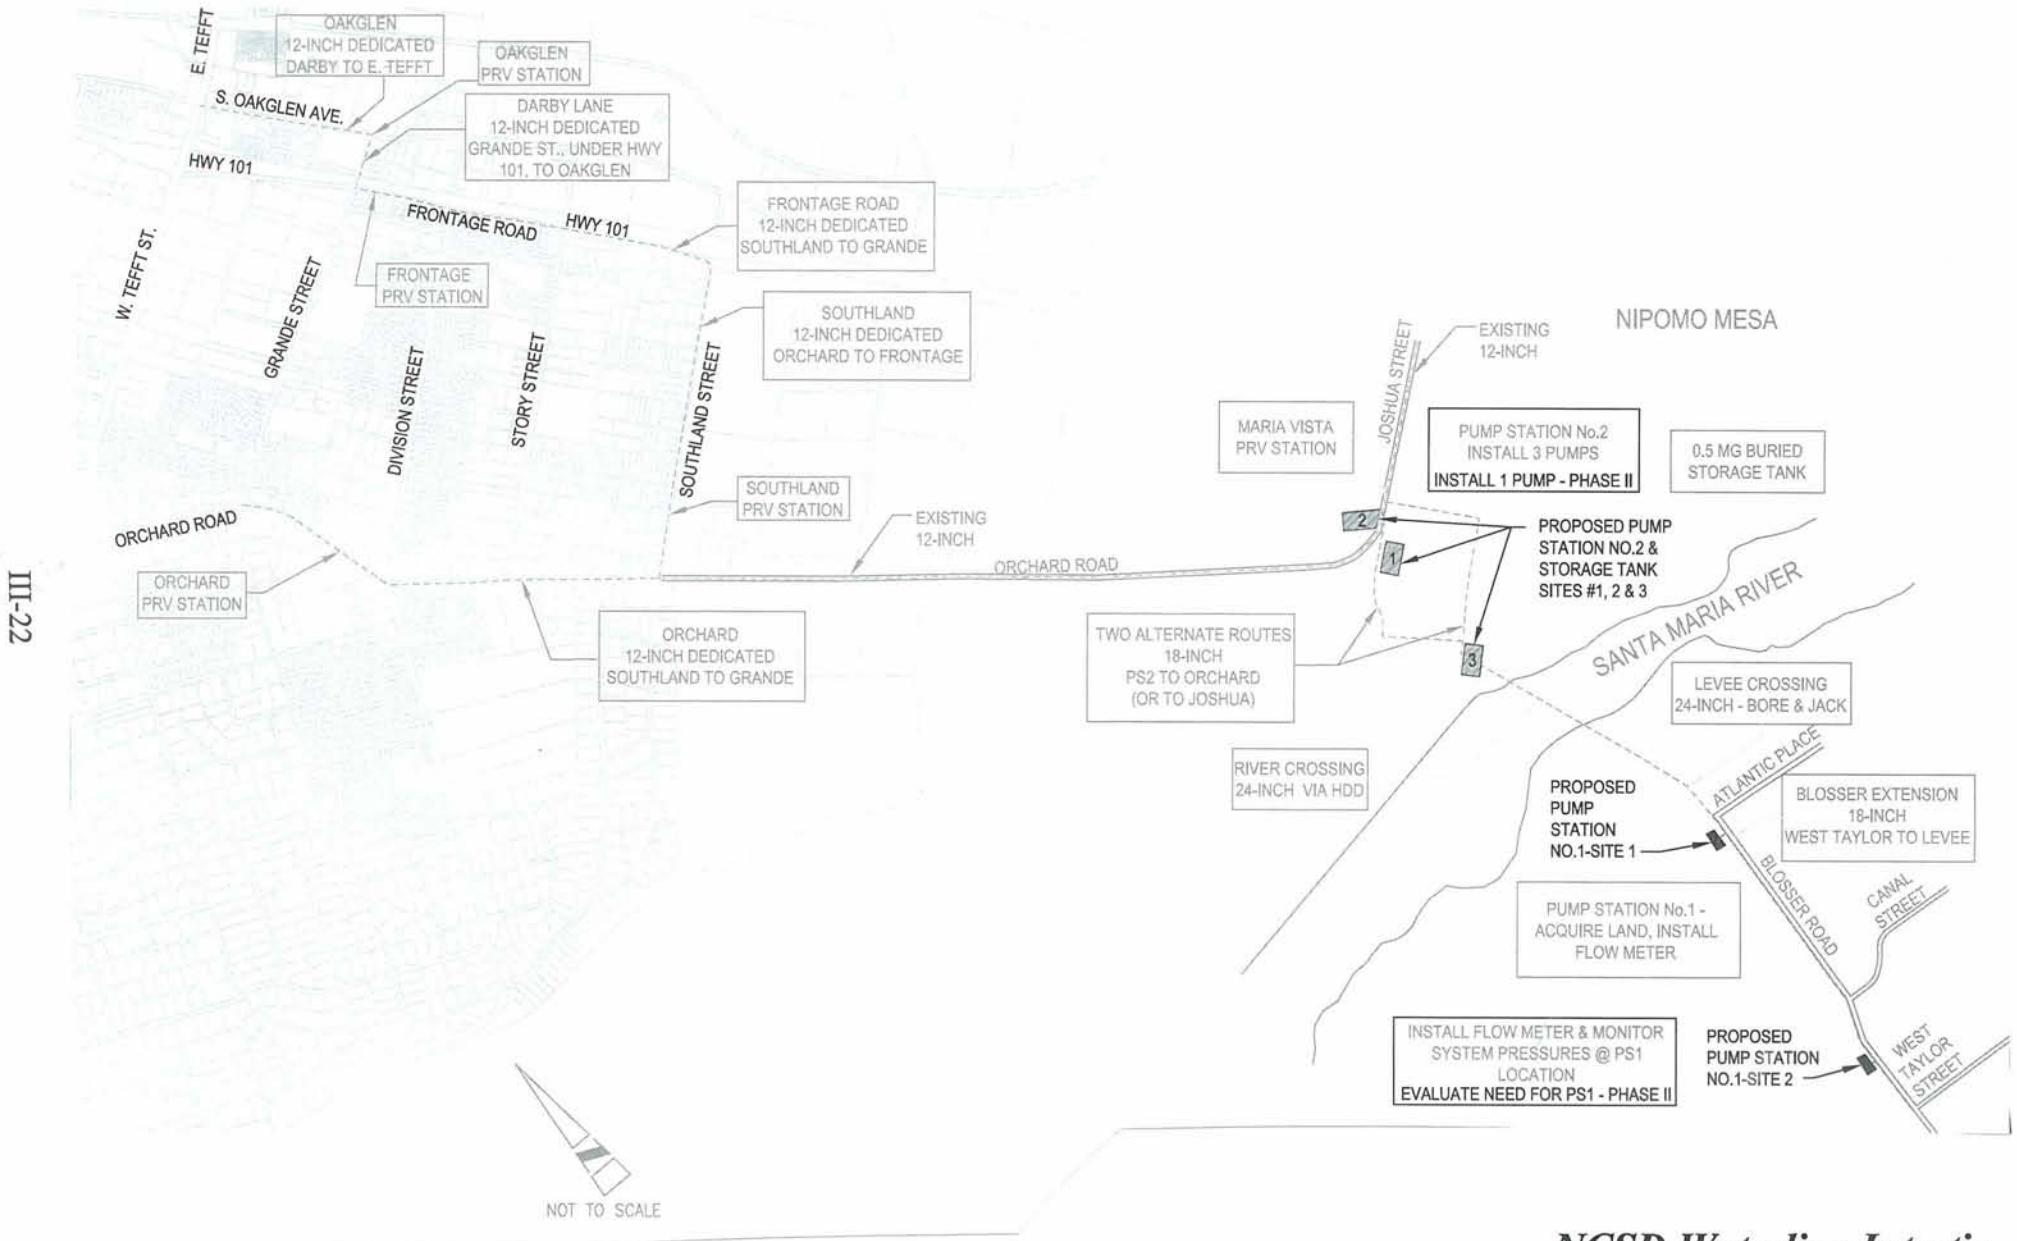 E. TEFFT
OAKGLEN
12-INCH DEDICATED
DARBY TO E. TEFFT
OAKGLEN
PRV STATION
S. OAKGLEN AVE.
DARBY LANE
12-INCH DEDICATED
GRANDE ST., UNDER HWY
101, TO OAKGLEN
HWY 101
FRONTAGE ROAD
HWY 101
FRONTAGE ROAD
12-INCH DEDICATED
SOUTHLAND TO GRANDE
W. TEFFT ST.
GRANDE STREET
FRONTAGE
PRV STATION
SOUTHLAND
12-INCH DEDICATED
ORCHARD TO FRONTAGE
DIVISION STREET
STORY STREET
SOUTHLAND STREET
SOUTHLAND
PRV STATION
ORCHARD ROAD
ORCHARD
PRV STATION
EXISTING
12-INCH
ORCHARD ROAD
ORCHARD
12-INCH DEDICATED
SOUTHLAND TO GRANDE
NIPOMO MESA
JOSHUA STREET
EXISTING
12-INCH
MARIA VISTA
PRV STATION
PUMP STATION No.2
INSTALL 3 PUMPS
INSTALL 1 PUMP - PHASE II
0.5 MG BURIED
STORAGE TANK
2
1
3
PROPOSED PUMP
STATION NO.2 &
STORAGE TANK
SITES #1, 2 & 3
SANTA MARIA RIVER
TWO ALTERNATE ROUTES
18-INCH
PS2 TO ORCHARD
(OR TO JOSHUA)
LEVEE CROSSING
24-INCH - BORE & JACK
RIVER CROSSING
24-INCH VIA HDD
ATLANTIC PLACE
PROPOSED
PUMP
STATION
NO.1-SITE 1
BLOSSER EXTENSION
18-INCH
WEST TAYLOR TO LEVEE
BLOSSER ROAD
CANAL
STREET
PUMP STATION No.1 -
ACQUIRE LAND, INSTALL
FLOW METER
INSTALL FLOW METER & MONITOR
SYSTEM PRESSURES @ PS1
LOCATION
EVALUATE NEED FOR PS1 - PHASE II
PROPOSED
PUMP STATION
NO.1-SITE 2
WEST
TAYLOR
STREET
NOT TO SCALE
III-22
NCSD Waterline